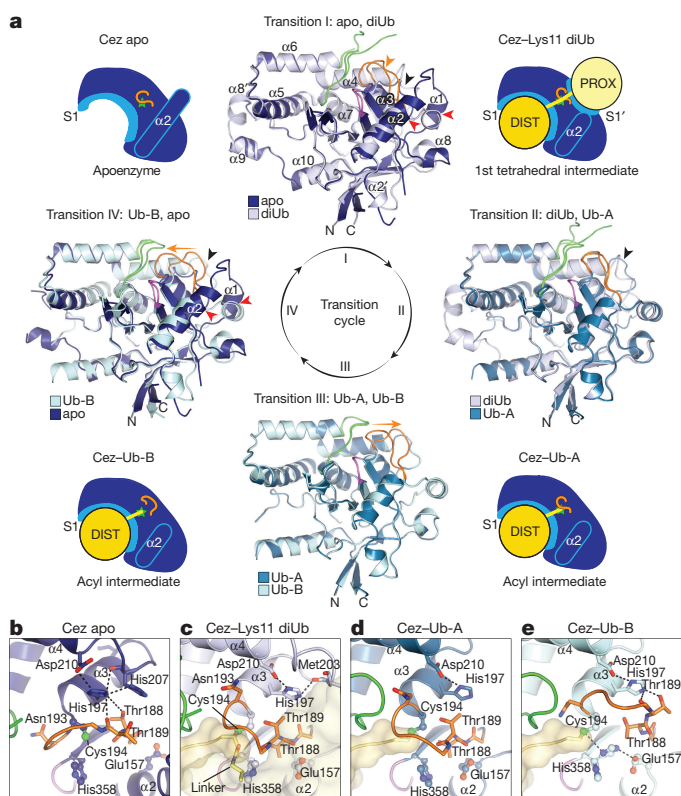 a
Transition I: apo, diUb
Cez apo
α2
S1
Apoenzyme
α6
α4
α8′
α5
α3
α1
α7
α2
α8
α9
α10
α2′
apo
diUb
N C
Cez–Lys11 diUb
PROX
DIST
α2
S1
S1′
1st tetrahedral intermediate
Transition IV: Ub-B, apo
α1
α2
Ub-B
apo
N C
I
Transition
cycle
IV
II
III
Transition II: diUb, Ub-A
diUb
Ub-A
N C
Transition III: Ub-A, Ub-B
Ub-A
Ub-B
N C
Cez–Ub-B
S1
DIST
α2
Acyl intermediate
Cez–Ub-A
S1
DIST
α2
Acyl intermediate
b
Cez apo
α4
Asp210
α3
His207
His197
Asn193
Thr188
Thr189
Cys194
Glu157
His358
α2
c
Cez–Lys11 diUb
α4
Asp210
Met203
Asn193
α3
Cys194
His197
Thr189
Thr188
Glu157
Linker
His358
α2
d
Cez–Ub-A
α4
Asp210
α3
His197
Cys194
Thr189
Thr188
Glu157
His358
α2
e
Cez–Ub-B
α4
Asp210
α3
His197
Thr189
Cys194
Thr188
Glu157
His358
α2